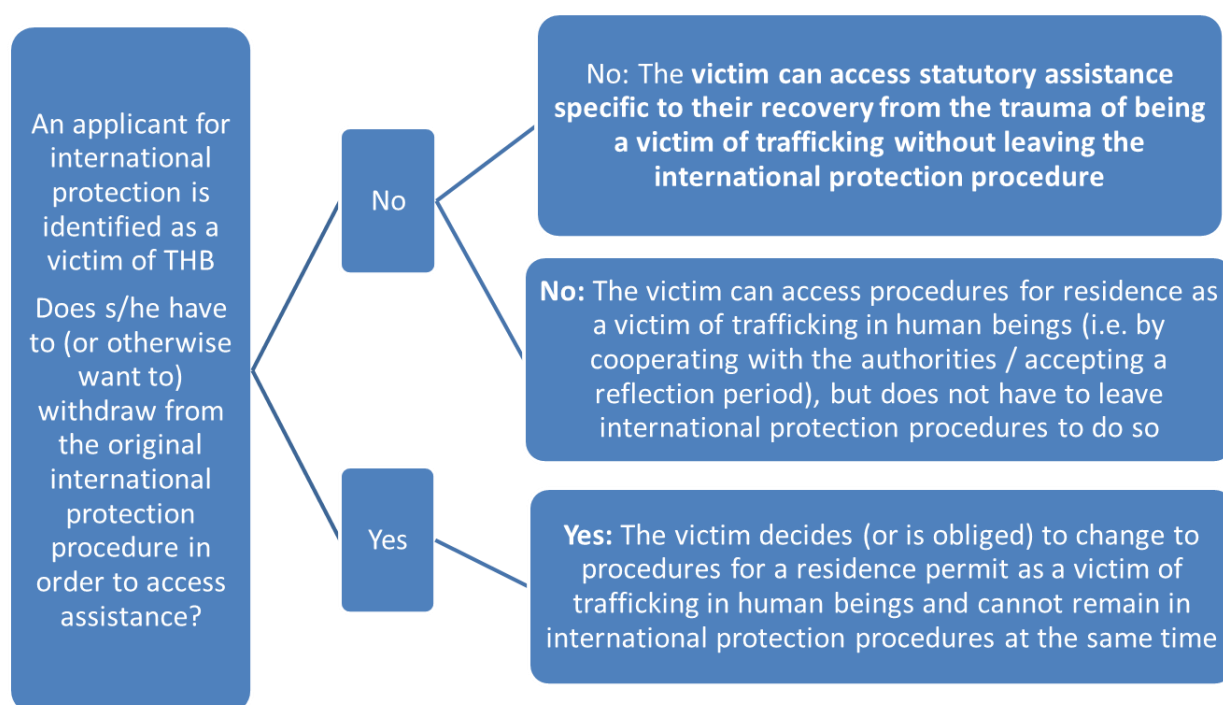 An applicant for
international
protection is
identified as a
victim of THB
Does s/he have
to (or otherwise
want to)
withdraw from
the original
international
protection
procedure in
order to access
assistance?
No
Yes
No: The victim can access statutory assistance
specific to their recovery from the trauma of being
a victim of trafficking without leaving the
international protection procedure
No: The victim can access procedures for residence as
a victim of trafficking in human beings (i.e. by
cooperating with the authorities / accepting a
reflection period), but does not have to leave
international protection procedures to do so
Yes: The victim decides (or is obliged) to change to
procedures for a residence permit as a victim of
trafficking in human beings and cannot remain in
international protection procedures at the same time